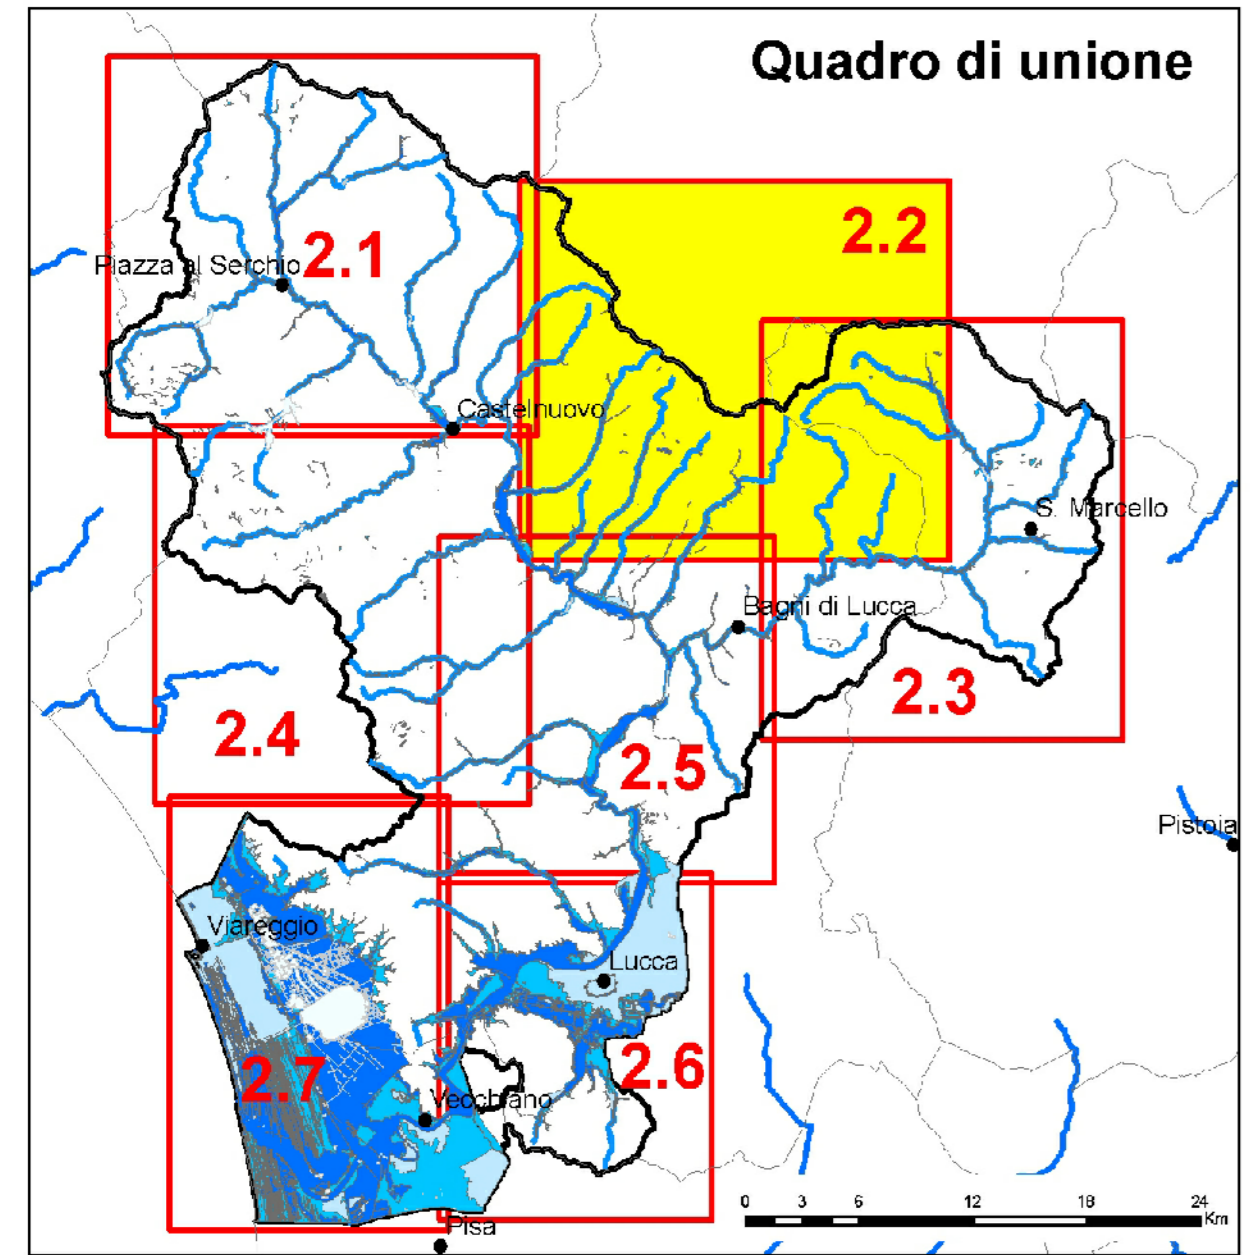 Quadro di unione
2.2
2.1
Piazza al Serchio
Castelnuovo
S. Marcello
Bagni di Lucca
2.3
2.4
2.5
Pistoia
Viareggio
Lucca
2.6
2.7
Vecchiano
0 3 6 12 18 24
Km
Pisa